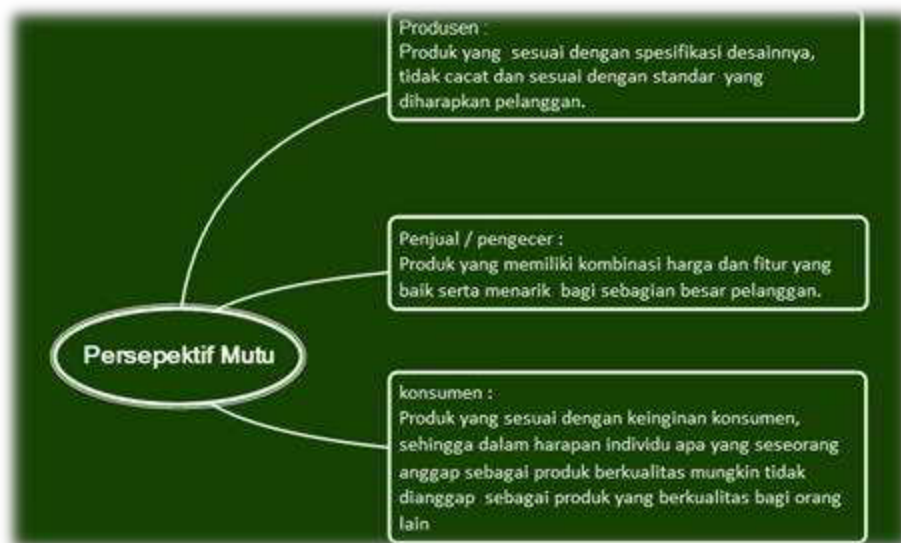 Produsen :
Produk yang sesuai dengan spesifikasi desainnya,
tidak cacat dan sesuai dengan standar yang
diharapkan pelanggan.
Penjual / pengecer :
Produk yang memiliki kombinasi harga dan fitur yang
baik serta menarik bagi sebagian besar pelanggan.
Persepektif Mutu
konsumen :
Produk yang sesuai dengan keinginan konsumen,
sehingga dalam harapan individu apa yang seseorang
anggap sebagai produk berkualitas mungkin tidak
dianggap sebagai produk yang berkualitas bagi orang
lain